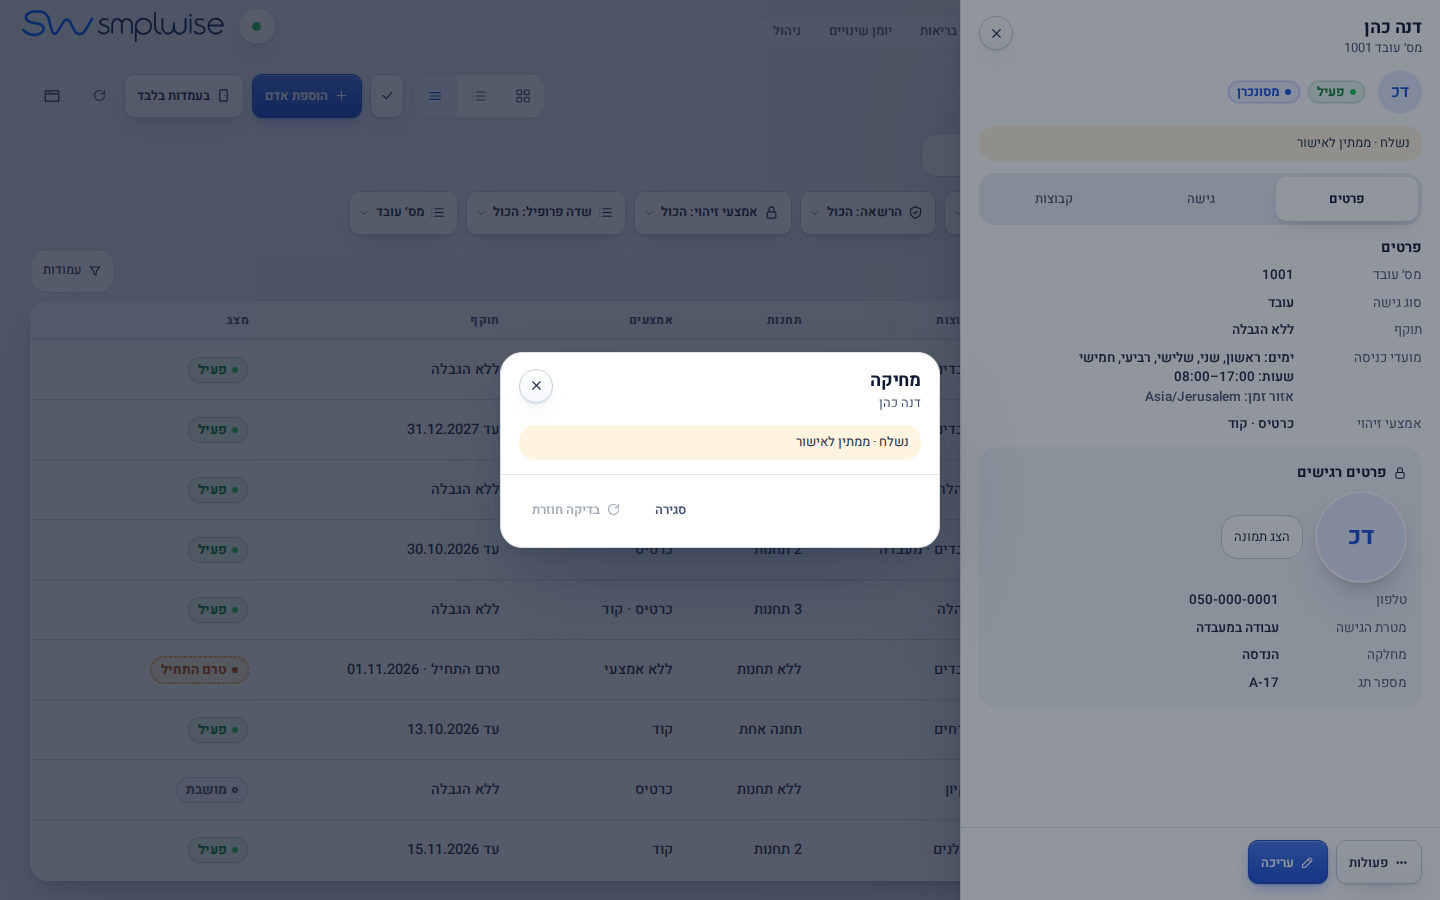 smplwise
בריאות
יומן שינויים
ניהול
בעמדות בלבד
הוספת אדם
הרשאה: הכול
אמצעי זיהוי: הכול
שדה פרופיל: הכול
מס׳ עובד
עמודות
תחנות
אמצעים
תוקף
מצב
ללא הגבלה
פעיל
עד 31.12.2027
פעיל
ללא הגבלה
פעיל
2 תחנות
כרטיס
עד 30.10.2026
פעיל
3 תחנות
כרטיס · קוד
ללא הגבלה
פעיל
ללא תחנות
ללא אמצעי
טרם התחיל · 01.11.2026
טרם התחיל
תחנה אחת
קוד
עד 13.10.2026
פעיל
ללא תחנות
כרטיס
ללא הגבלה
מושבת
2 תחנות
קוד
עד 15.11.2026
פעיל
דנה כהן
מס׳ עובד 1001
דכ
פעיל
מסונכרן
נשלח · ממתין לאישור
פרטים
גישה
קבוצות
פרטים
מס׳ עובד
1001
סוג גישה
עובד
תוקף
ללא הגבלה
מועדי כניסה
ימים: ראשון, שני, שלישי, רביעי, חמישי
שעות: 08:00–17:00
אזור זמן: Asia/Jerusalem
אמצעי זיהוי
כרטיס · קוד
פרטים רגישים
דכ
הצג תמונה
טלפון
050-000-0001
מטרת הגישה
עבודה במעבדה
מחלקה
הנדסה
מספר תג
A-17
פעולות
עריכה
מחיקה
דנה כהן
נשלח · ממתין לאישור
סגירה
בדיקה חוזרת